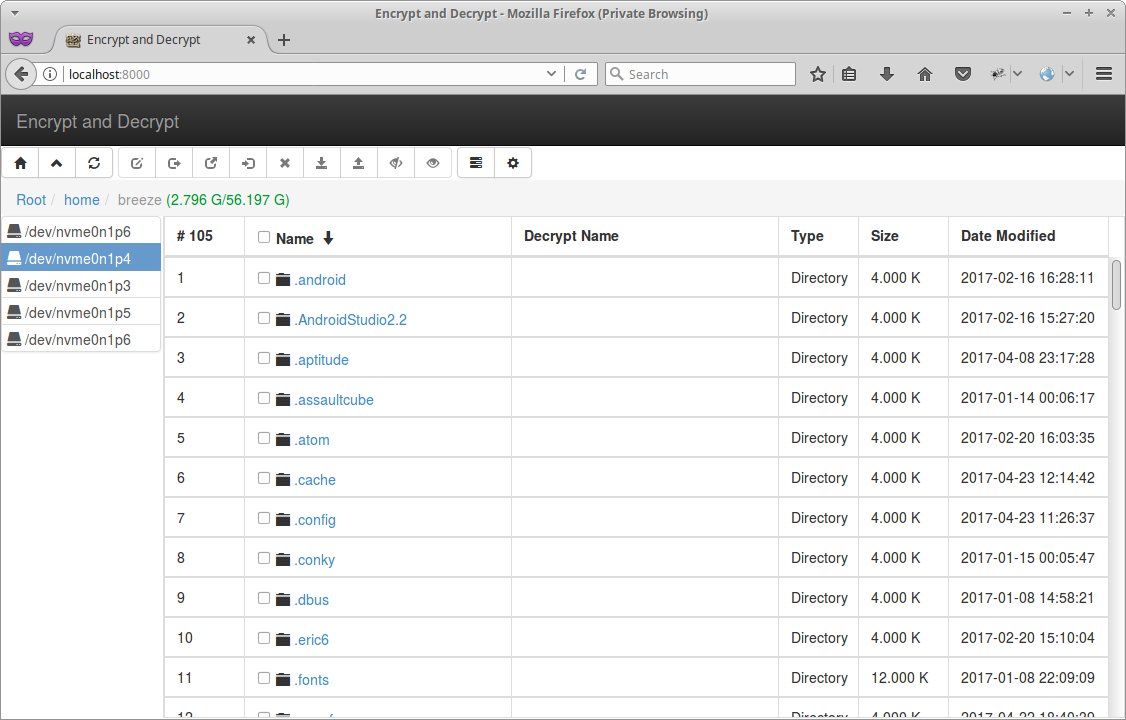 Encrypt and Decrypt - Mozilla Firefox (Private Browsing)
Encrypt and Decrypt
localhost:8000
Search
Encrypt and Decrypt
Root / home / breeze (2.796 G/56.197 G)
/dev/nvme0n1p6
/dev/nvme0n1p4
/dev/nvme0n1p3
/dev/nvme0n1p5
/dev/nvme0n1p6
# 105 Name Decrypt Name Type Size Date Modified
1 .android Directory 4.000 K 2017-02-16 16:28:11
2 .AndroidStudio2.2 Directory 4.000 K 2017-02-16 15:27:20
3 .aptitude Directory 4.000 K 2017-04-08 23:17:28
4 .assaultcube Directory 4.000 K 2017-01-14 00:06:17
5 .atom Directory 4.000 K 2017-02-20 16:03:35
6 .cache Directory 4.000 K 2017-04-23 12:14:42
7 .config Directory 4.000 K 2017-04-23 11:26:37
8 .conky Directory 4.000 K 2017-01-15 00:05:47
9 .dbus Directory 4.000 K 2017-01-08 14:58:21
10 .eric6 Directory 4.000 K 2017-02-20 15:10:04
11 .fonts Directory 12.000 K 2017-01-08 22:09:09
12 Directory 4.000 K